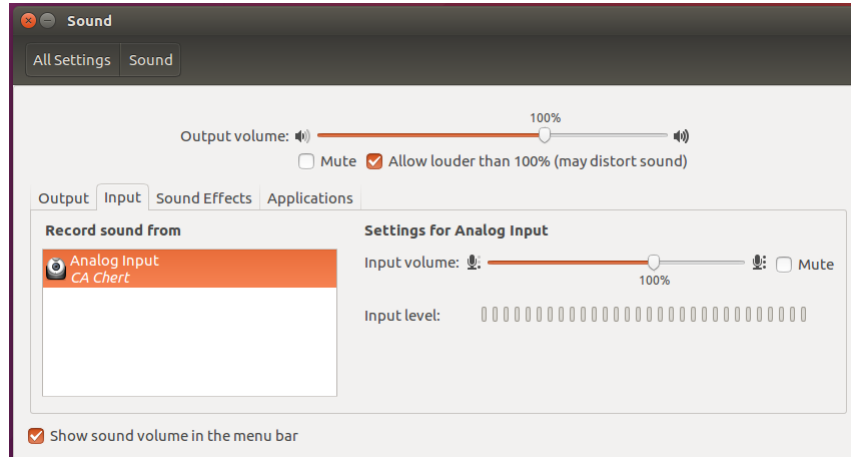 Sound
All Settings Sound
100%
Output volume:
Mute Allow louder than 100% (may distort sound)
Output Input Sound Effects Applications
Record sound from
Analog Input
CA Chert
Settings for Analog Input
Input volume: Mute
100%
Input level:
Show sound volume in the menu bar